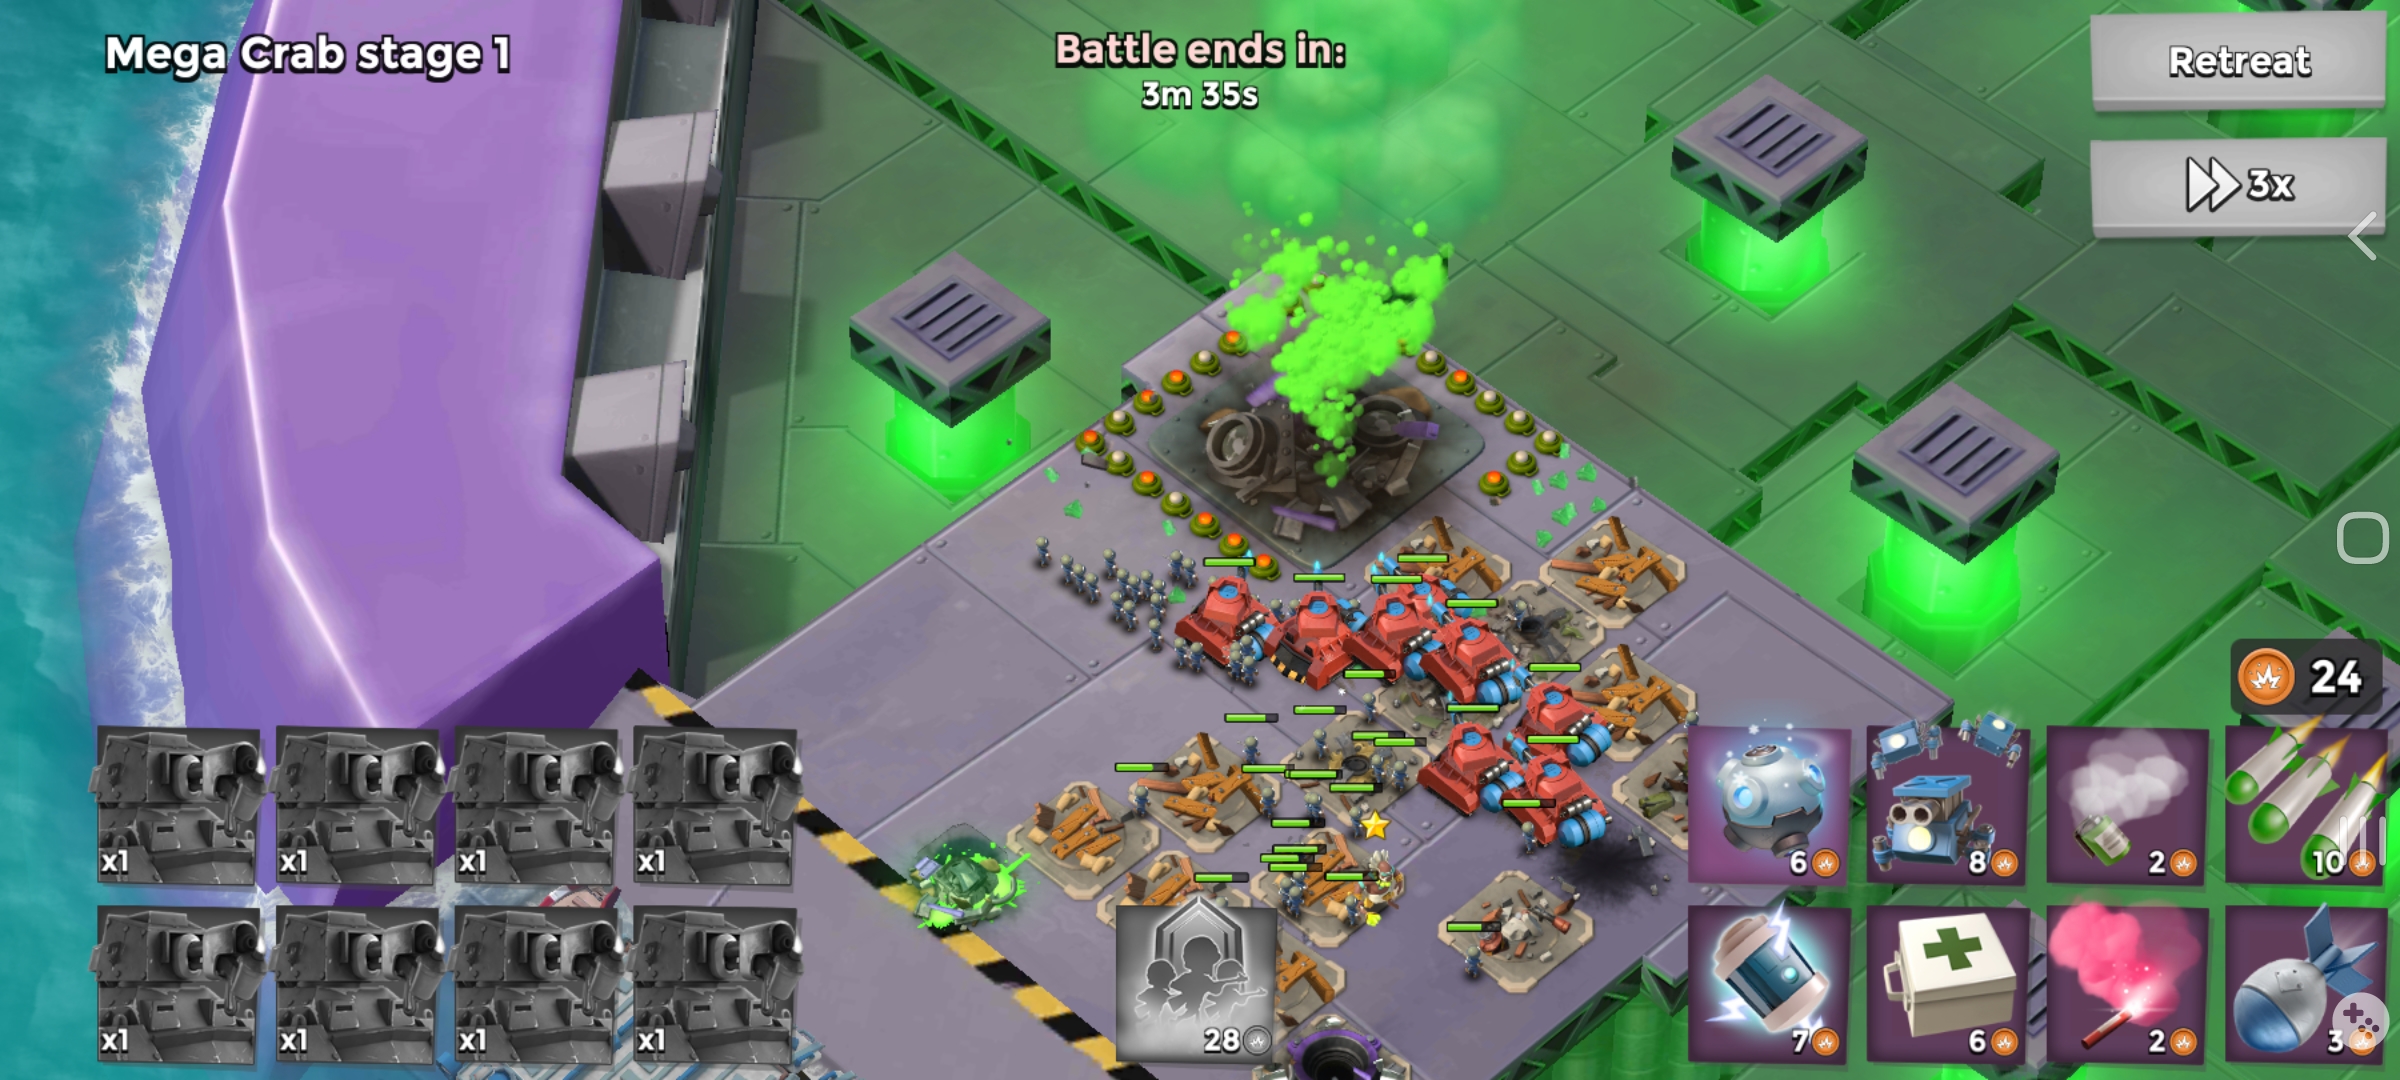 Mega Crab stage 1
Battle ends in:
3m 35s
Retreat
3x
24
x1
x1
x1
x1
6
8
2
10
x1
x1
x1
x1
28
7
6
2
3